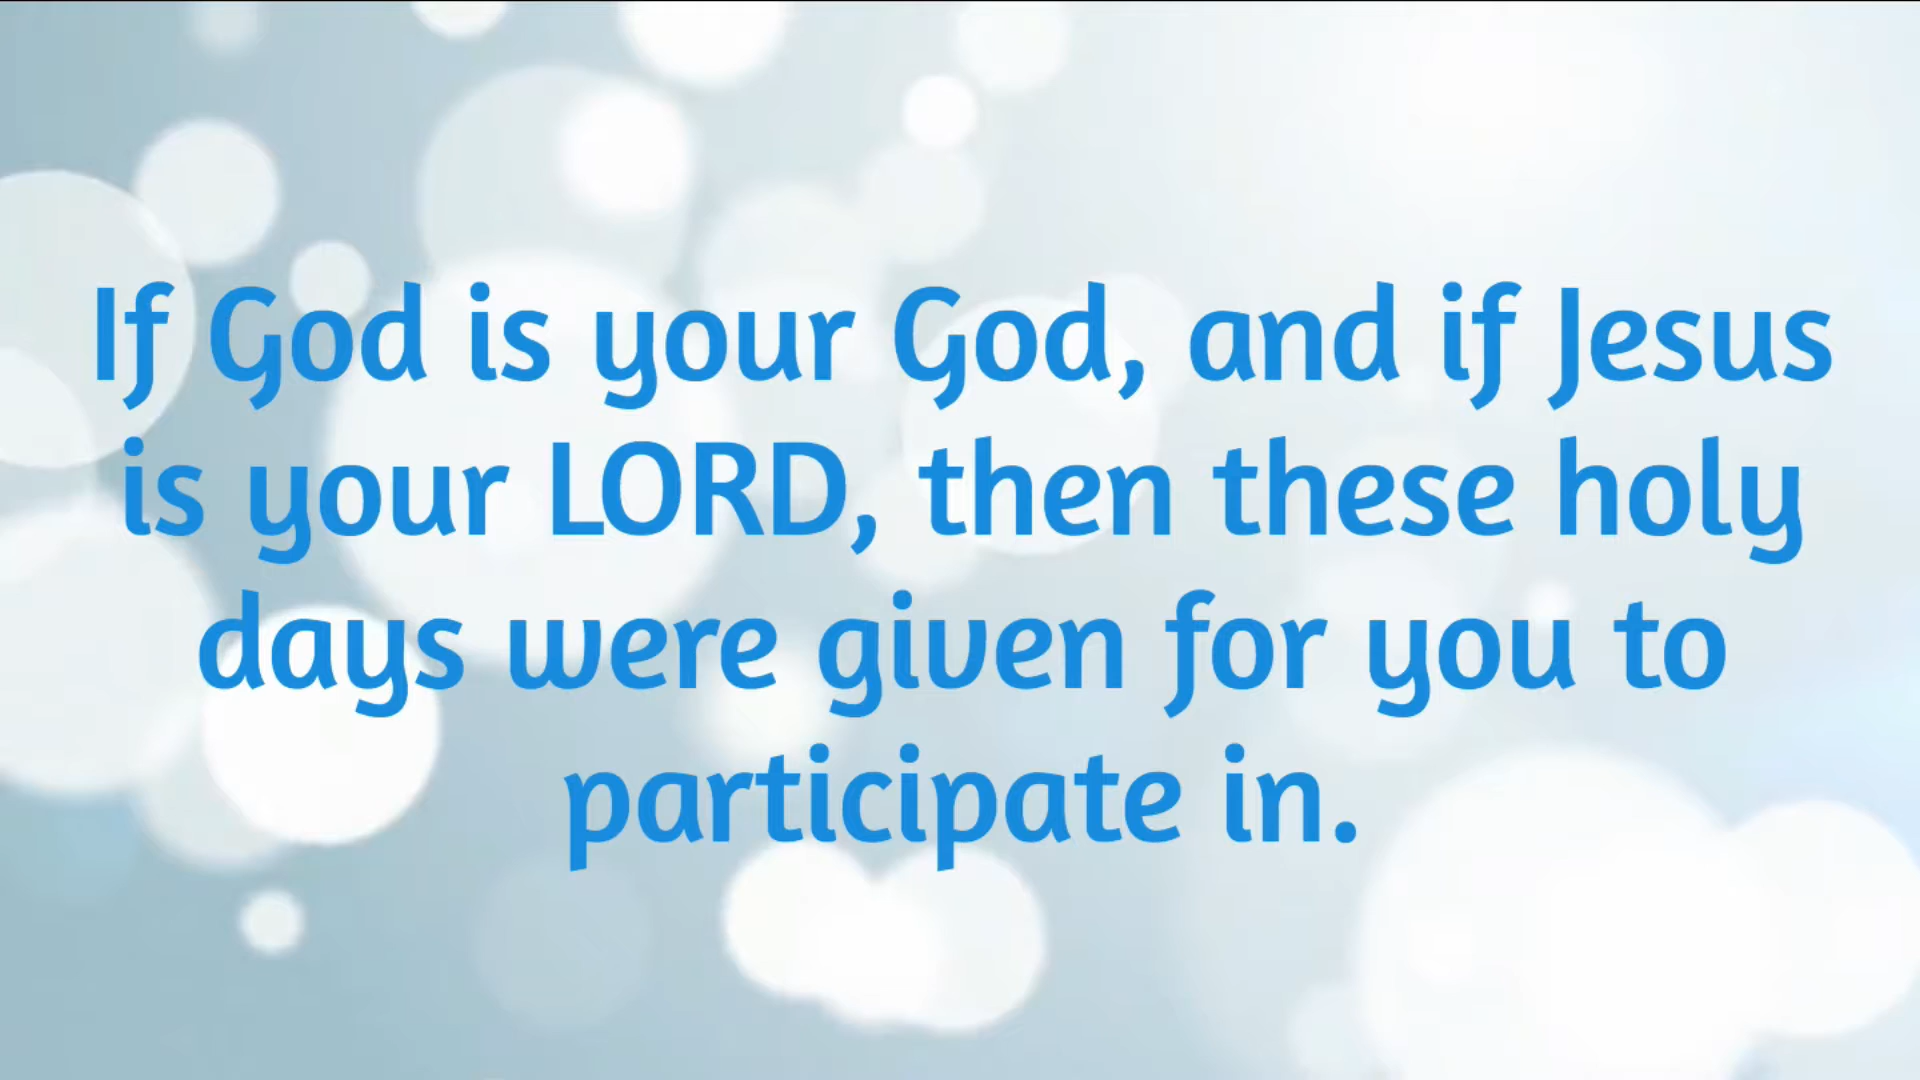 If God is your God, and if Jesus
is your LORD, then these holy
days were given for you to
participate in.